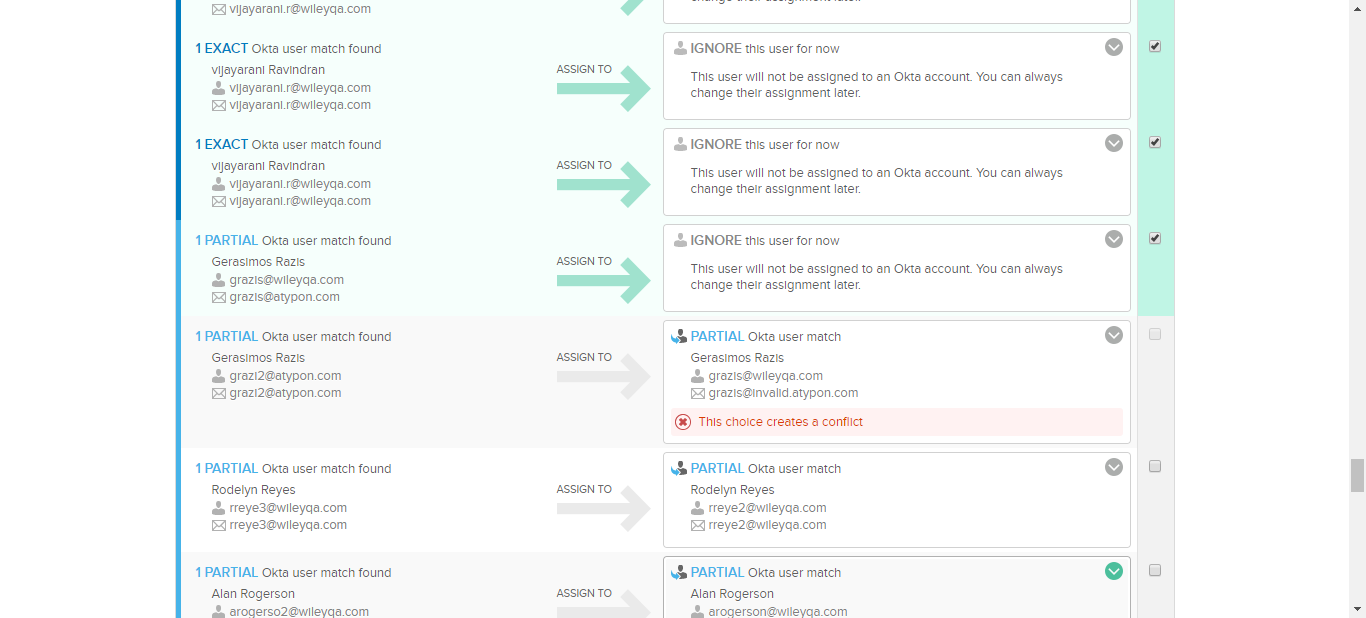 vijayarani.r@wileyqa.com
change their assignment later.
1 EXACT Okta user match found
vijayarani Ravindran
vijayarani.r@wileyqa.com
vijayarani.r@wileyqa.com
ASSIGN TO
IGNORE this user for now
This user will not be assigned to an Okta account. You can always
change their assignment later.
1 EXACT Okta user match found
vijayarani Ravindran
vijayarani.r@wileyqa.com
vijayarani.r@wileyqa.com
ASSIGN TO
IGNORE this user for now
This user will not be assigned to an Okta account. You can always
change their assignment later.
1 PARTIAL Okta user match found
Gerasimos Razis
grazis@wileyqa.com
grazis@atypon.com
ASSIGN TO
IGNORE this user for now
This user will not be assigned to an Okta account. You can always
change their assignment later.
1 PARTIAL Okta user match found
Gerasimos Razis
grazi2@atypon.com
grazi2@atypon.com
ASSIGN TO
PARTIAL Okta user match
Gerasimos Razis
grazis@wileyqa.com
grazis@invalid.atypon.com
This choice creates a conflict
1 PARTIAL Okta user match found
Rodelyn Reyes
rreye3@wileyqa.com
rreye3@wileyqa.com
ASSIGN TO
PARTIAL Okta user match
Rodelyn Reyes
rreye2@wileyqa.com
rreye2@wileyqa.com
1 PARTIAL Okta user match found
Alan Rogerson
arogerso2@wileyqa.com
ASSIGN TO
PARTIAL Okta user match
Alan Rogerson
arogerson@wileyqa.com